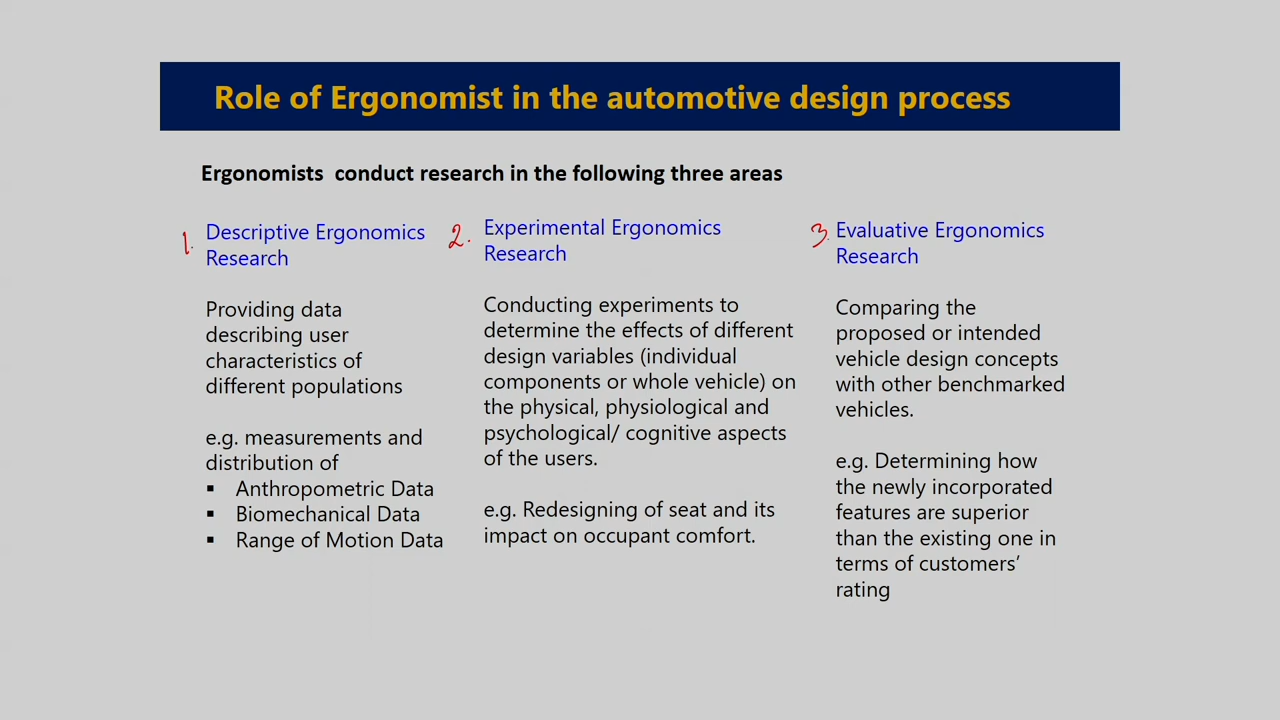 Role of Ergonomist in the automotive design process
Ergonomists conduct research in the following three areas
1. Descriptive Ergonomics
Research
Providing data
describing user
characteristics of
different populations
e.g. measurements and
distribution of
▪ Anthropometric Data
▪ Biomechanical Data
▪ Range of Motion Data
2. Experimental Ergonomics
Research
Conducting experiments to
determine the effects of different
design variables (individual
components or whole vehicle) on
the physical, physiological and
psychological/ cognitive aspects
of the users.
e.g. Redesigning of seat and its
impact on occupant comfort.
3. Evaluative Ergonomics
Research
Comparing the
proposed or intended
vehicle design concepts
with other benchmarked
vehicles.
e.g. Determining how
the newly incorporated
features are superior
than the existing one in
terms of customers’
rating